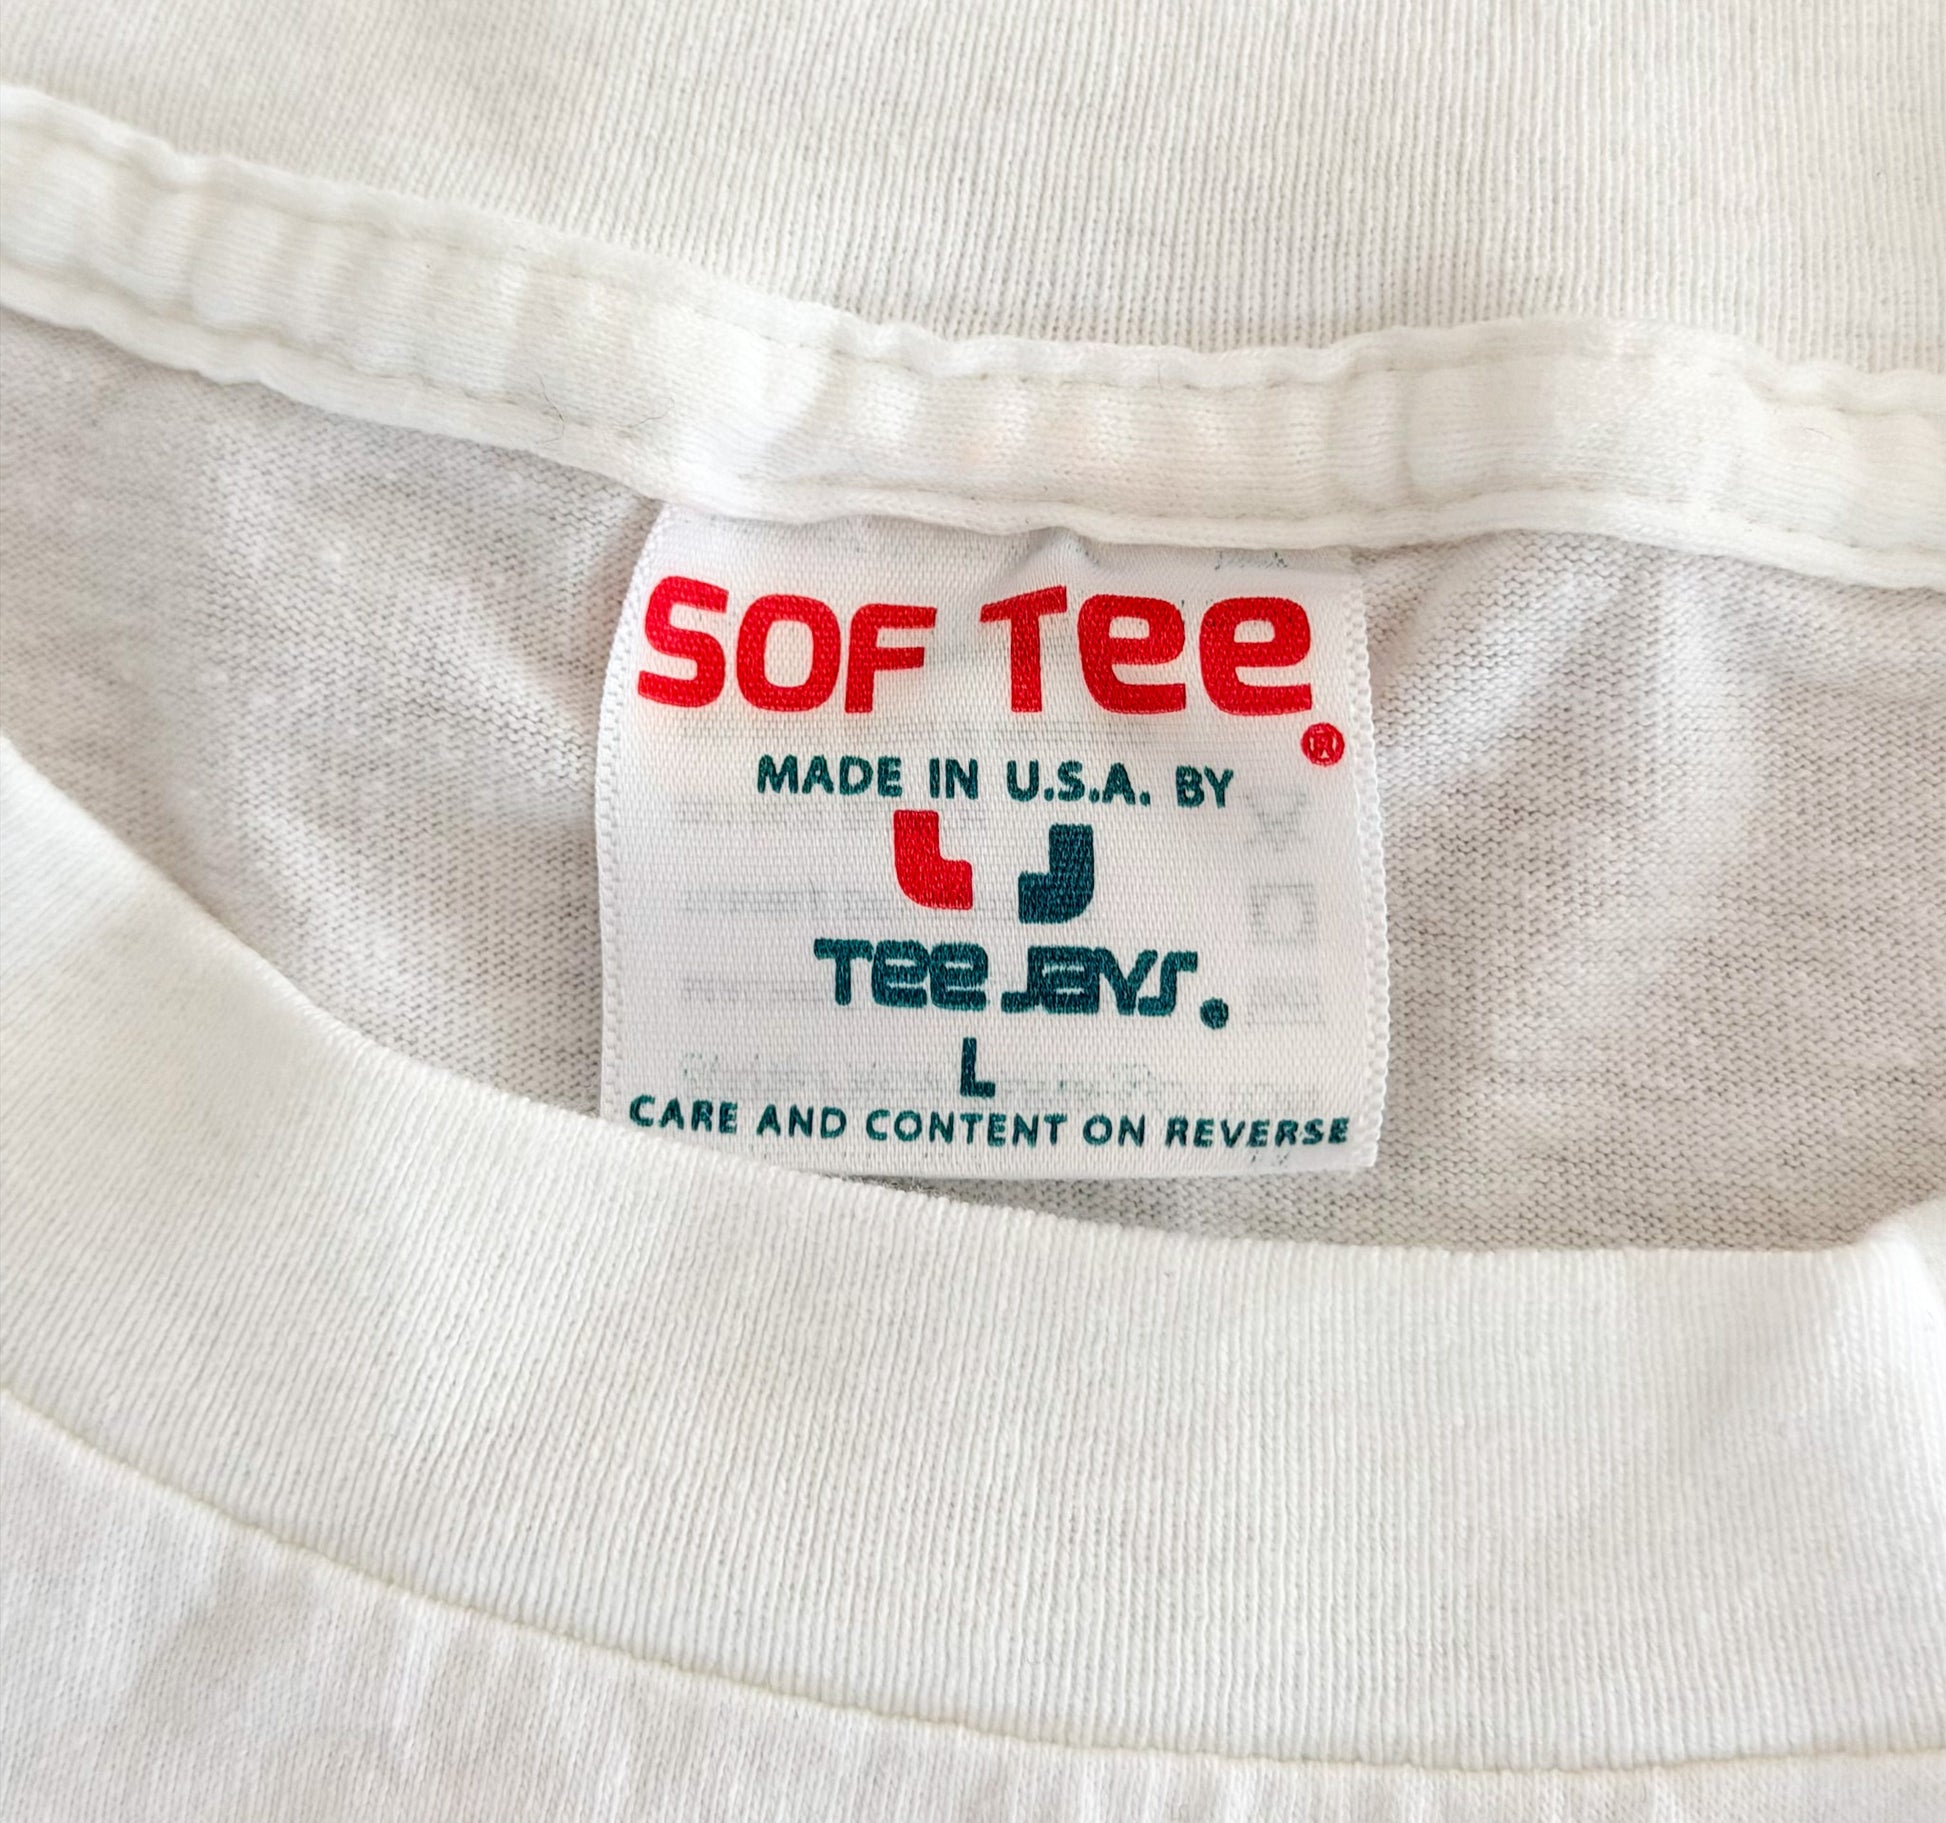 SOF TEE®
MADE IN U.S.A. BY
TEE JAYS.
L
CARE AND CONTENT ON REVERSE